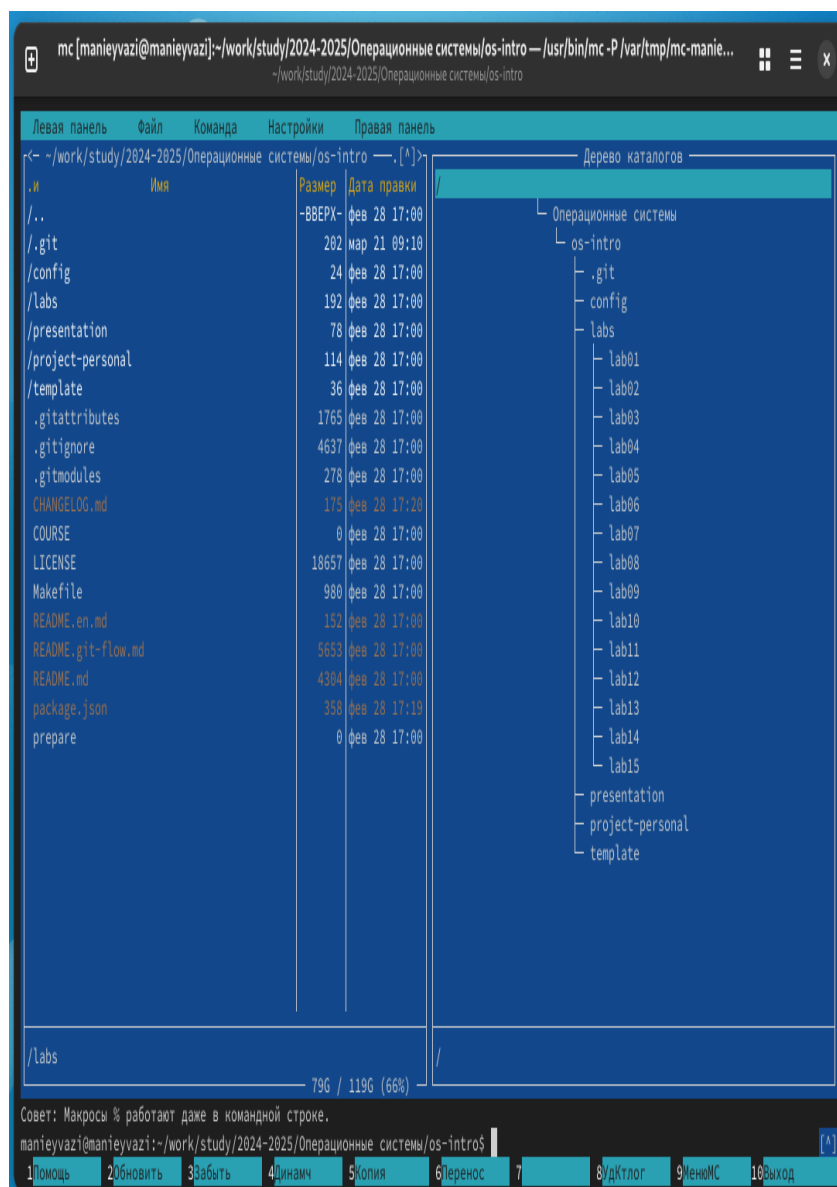 mc [manieyvazi@manieyvazi]:~/work/study/2024-2025/Операционные системы/os-intro — /usr/bin/mc -P /var/tmp/mc-manie...
~/work/study/2024-2025/Операционные системы/os-intro
Левая панель Файл Команда Настройки Правая панель
<- ~/work/study/2024-2025/Операционные системы/os-intro ——.[^]>
.и Имя Размер Дата правки
/.. -ВВЕРХ- фев 28 17:00
/.git 202 мар 21 09:10
/config 24 фев 28 17:00
/labs 192 фев 28 17:00
/presentation 78 фев 28 17:00
/project-personal 114 фев 28 17:00
/template 36 фев 28 17:00
.gitattributes 1765 фев 28 17:00
.gitignore 4637 фев 28 17:00
.gitmodules 278 фев 28 17:00
CHANGELOG.md 175 фев 28 17:20
COURSE 0 фев 28 17:00
LICENSE 18657 фев 28 17:00
Makefile 980 фев 28 17:00
README.en.md 152 фев 28 17:00
README.git-flow.md 5653 фев 28 17:00
README.md 4304 фев 28 17:00
package.json 358 фев 28 17:19
prepare 0 фев 28 17:00
/labs
79G / 119G (66%)
Дерево каталогов
/
Операционные системы
os-intro
.git
config
labs
lab01
lab02
lab03
lab04
lab05
lab06
lab07
lab08
lab09
lab10
lab11
lab12
lab13
lab14
lab15
presentation
project-personal
template
/
Совет: Макросы % работают даже в командной строке.
manieyvazi@manieyvazi:~/work/study/2024-2025/Операционные системы/os-intro$ [^]
1Помощь 2Обновить 3Забыть 4Динамч 5Копия 6Перенос 7 8УдКтлог 9МенюМС 10Выход